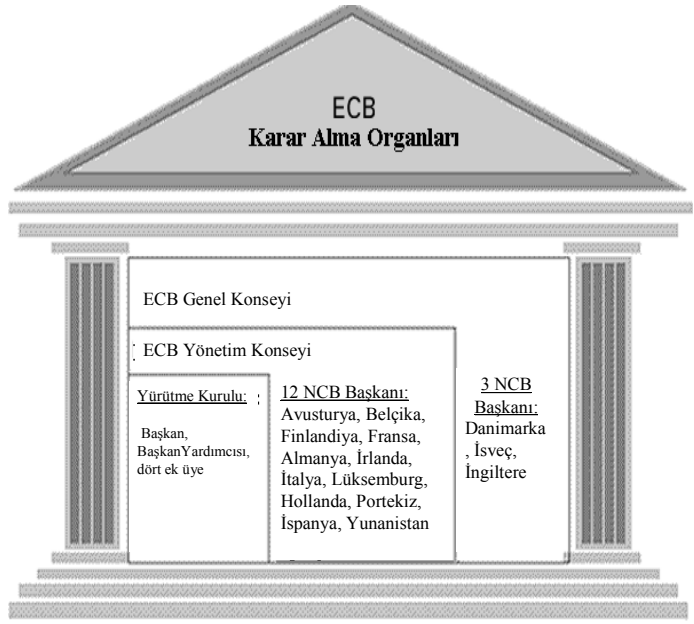 ECB
Karar Alma Organları
ECB Genel Konseyi
ECB Yönetim Konseyi
Yürütme Kurulu: ;
Başkan,
BaşkanYardımcısı,
dört ek üye
12 NCB Başkanı:
Avusturya, Belçika,
Finlandiya, Fransa,
Almanya, İrlanda,
İtalya, Lüksemburg,
Hollanda, Portekiz,
İspanya, Yunanistan
3 NCB
Başkanı:
Danimarka
, İsveç,
İngiltere